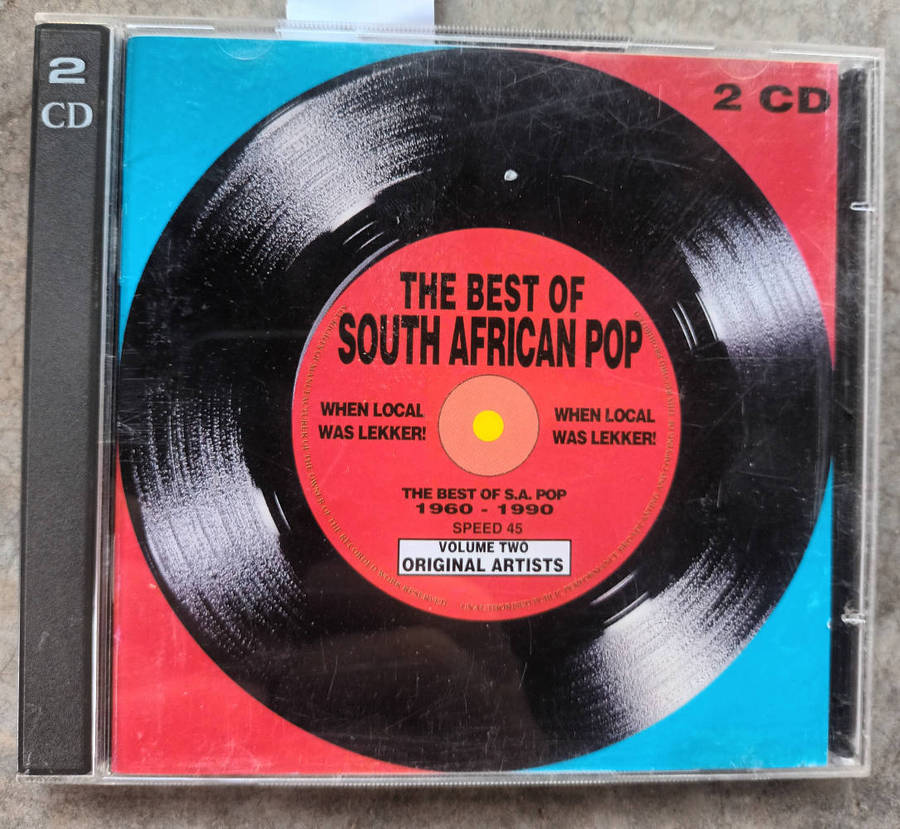 2
CD
2 CD
THE BEST OF
SOUTH AFRICAN POP
WHEN LOCAL
WAS LEKKER!
WHEN LOCAL
WAS LEKKER!
THE BEST OF S.A. POP
1960 - 1990
SPEED 45
VOLUME TWO
ORIGINAL ARTISTS